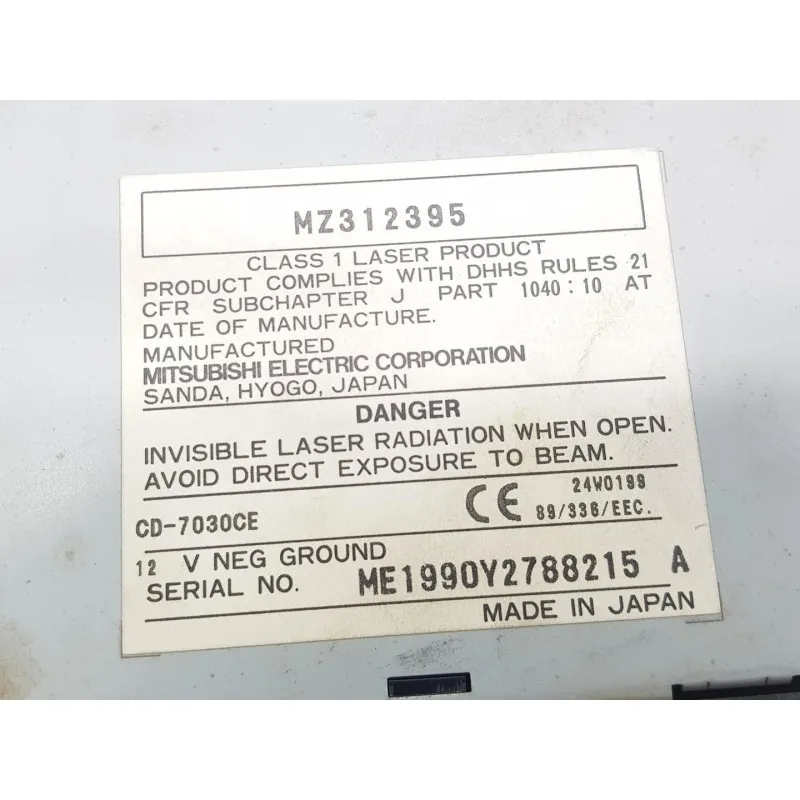 MZ312395
CLASS 1 LASER PRODUCT
PRODUCT COMPLIES WITH DHHS RULES 21
CFR SUBCHAPTER J PART 1040:10 AT
DATE OF MANUFACTURE.
MANUFACTURED
MITSUBISHI ELECTRIC CORPORATION
SANDA, HYOGO, JAPAN
DANGER
INVISIBLE LASER RADIATION WHEN OPEN.
AVOID DIRECT EXPOSURE TO BEAM.
CD-7030CE
CE 24W0199
89/336/EEC.
12 V NEG GROUND
SERIAL NO. ME1990Y2788215 A
MADE IN JAPAN